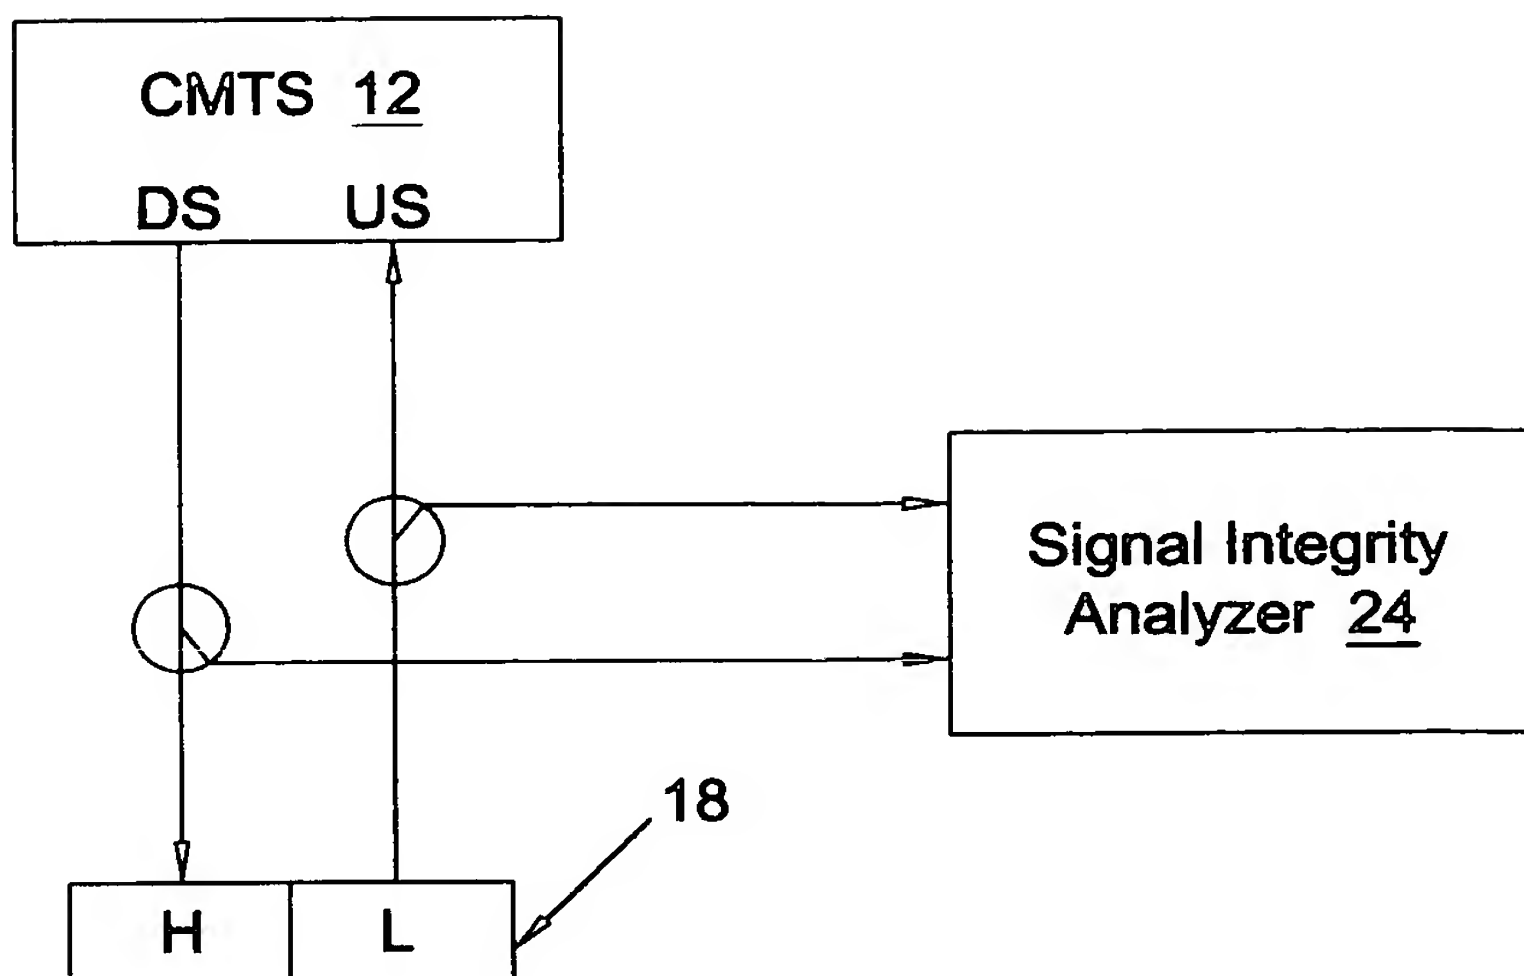 CMTS 12
DS US
Signal Integrity
Analyzer 24
18
H L